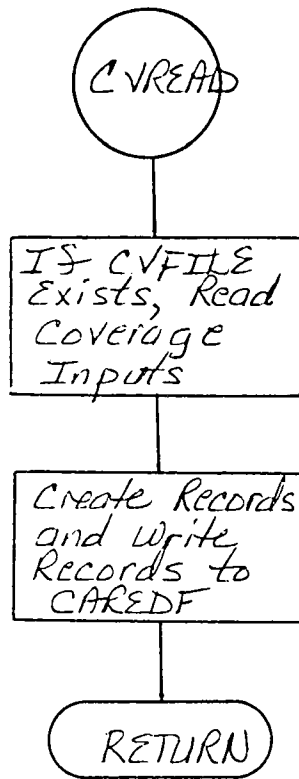 CVREAD
If CVFILE
Exists, Read
Coverage
Inputs
Create Records
and Write
Records to
CAREDF
RETURN